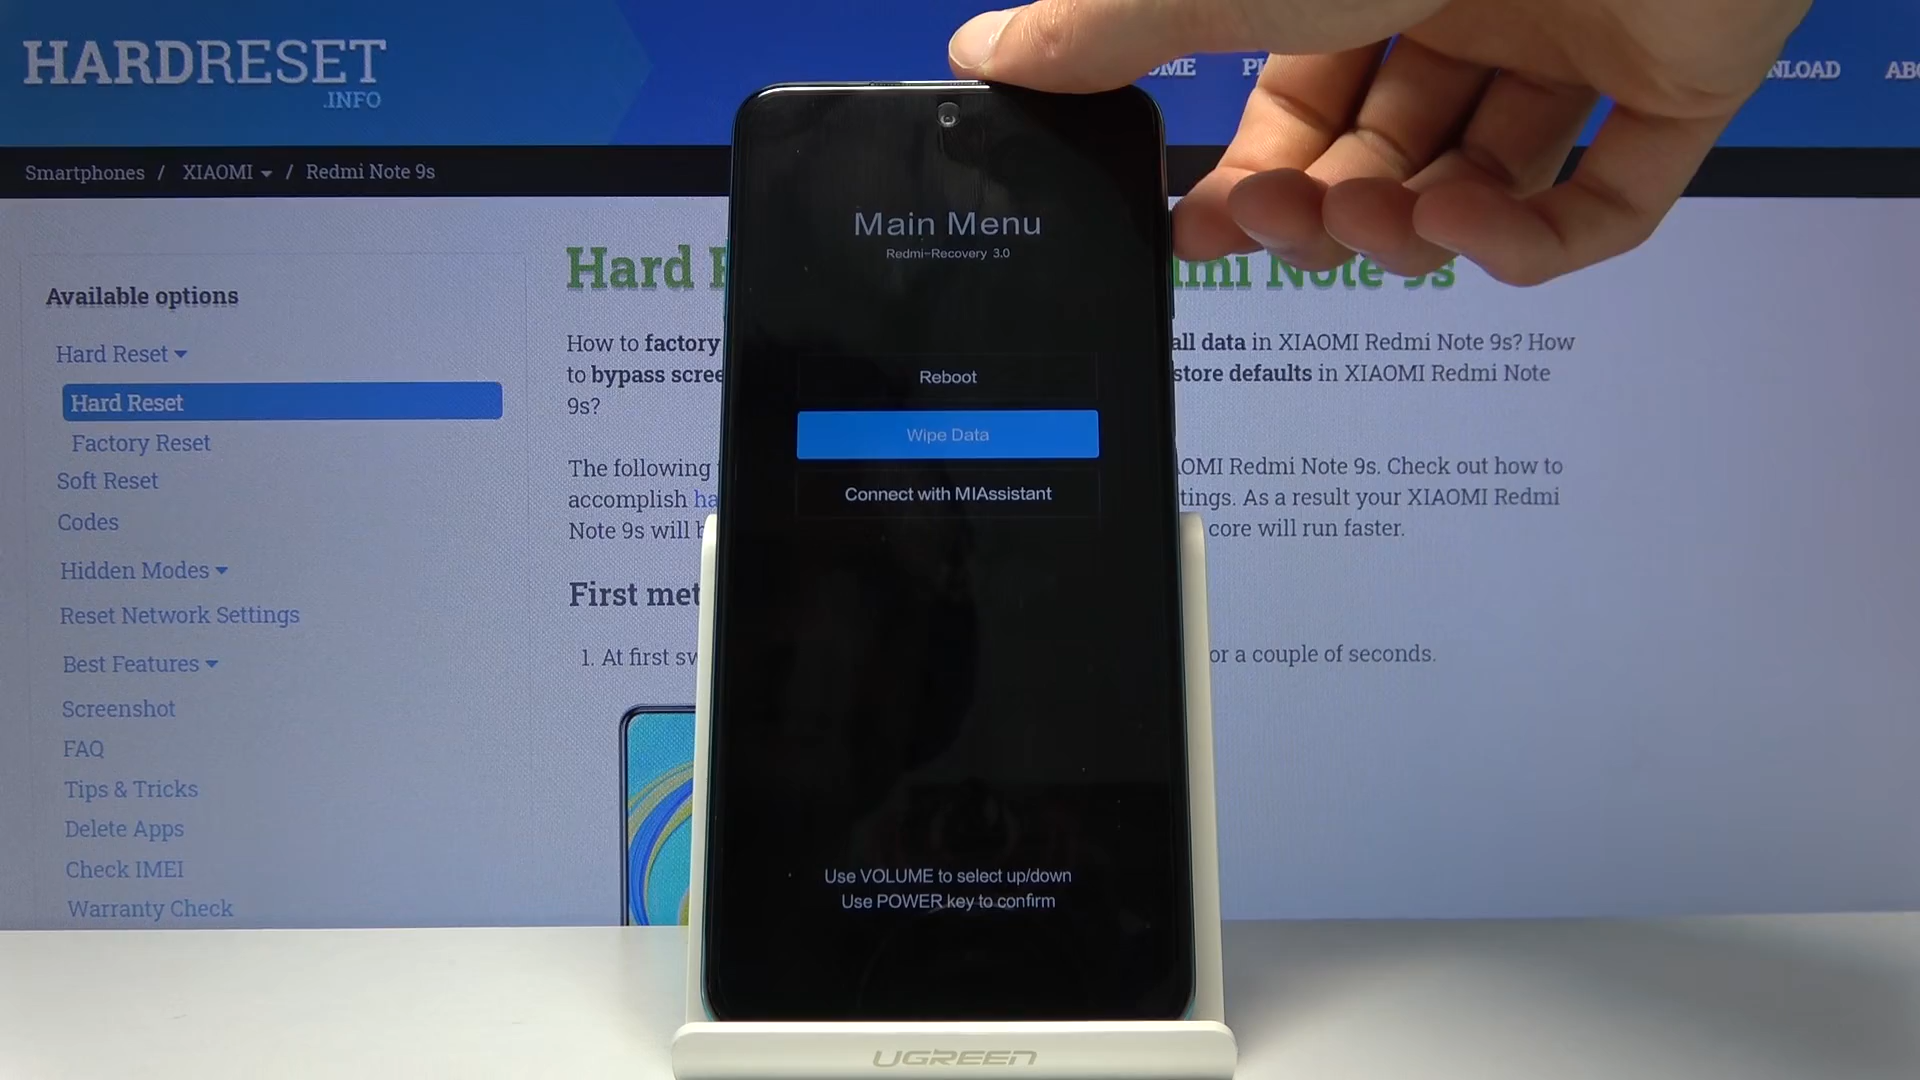 HARDRESET
.INFO
Smartphones / XIAOMI / Redmi Note 9s
Available options
Hard Reset
Hard Reset
Factory Reset
Soft Reset
Codes
Hidden Modes
Reset Network Settings
Best Features
Screenshot
FAQ
Tips & Tricks
Delete Apps
Check IMEI
Warranty Check
Hard Note 9s
How to factory all data in XIAOMI Redmi Note 9s? How
to bypass defaults in XIAOMI Redmi Note
9s?
The following Redmi Note 9s. Check out how to
accomplish As a result your XIAOMI Redmi
Note 9s will core will run faster.
First
1. At first a couple of seconds.
Main Menu
Redmi-Recovery 3.0
Reboot
Wipe Data
Connect with MIAssistant
Use VOLUME to select up/down
Use POWER key to confirm
UGREEN